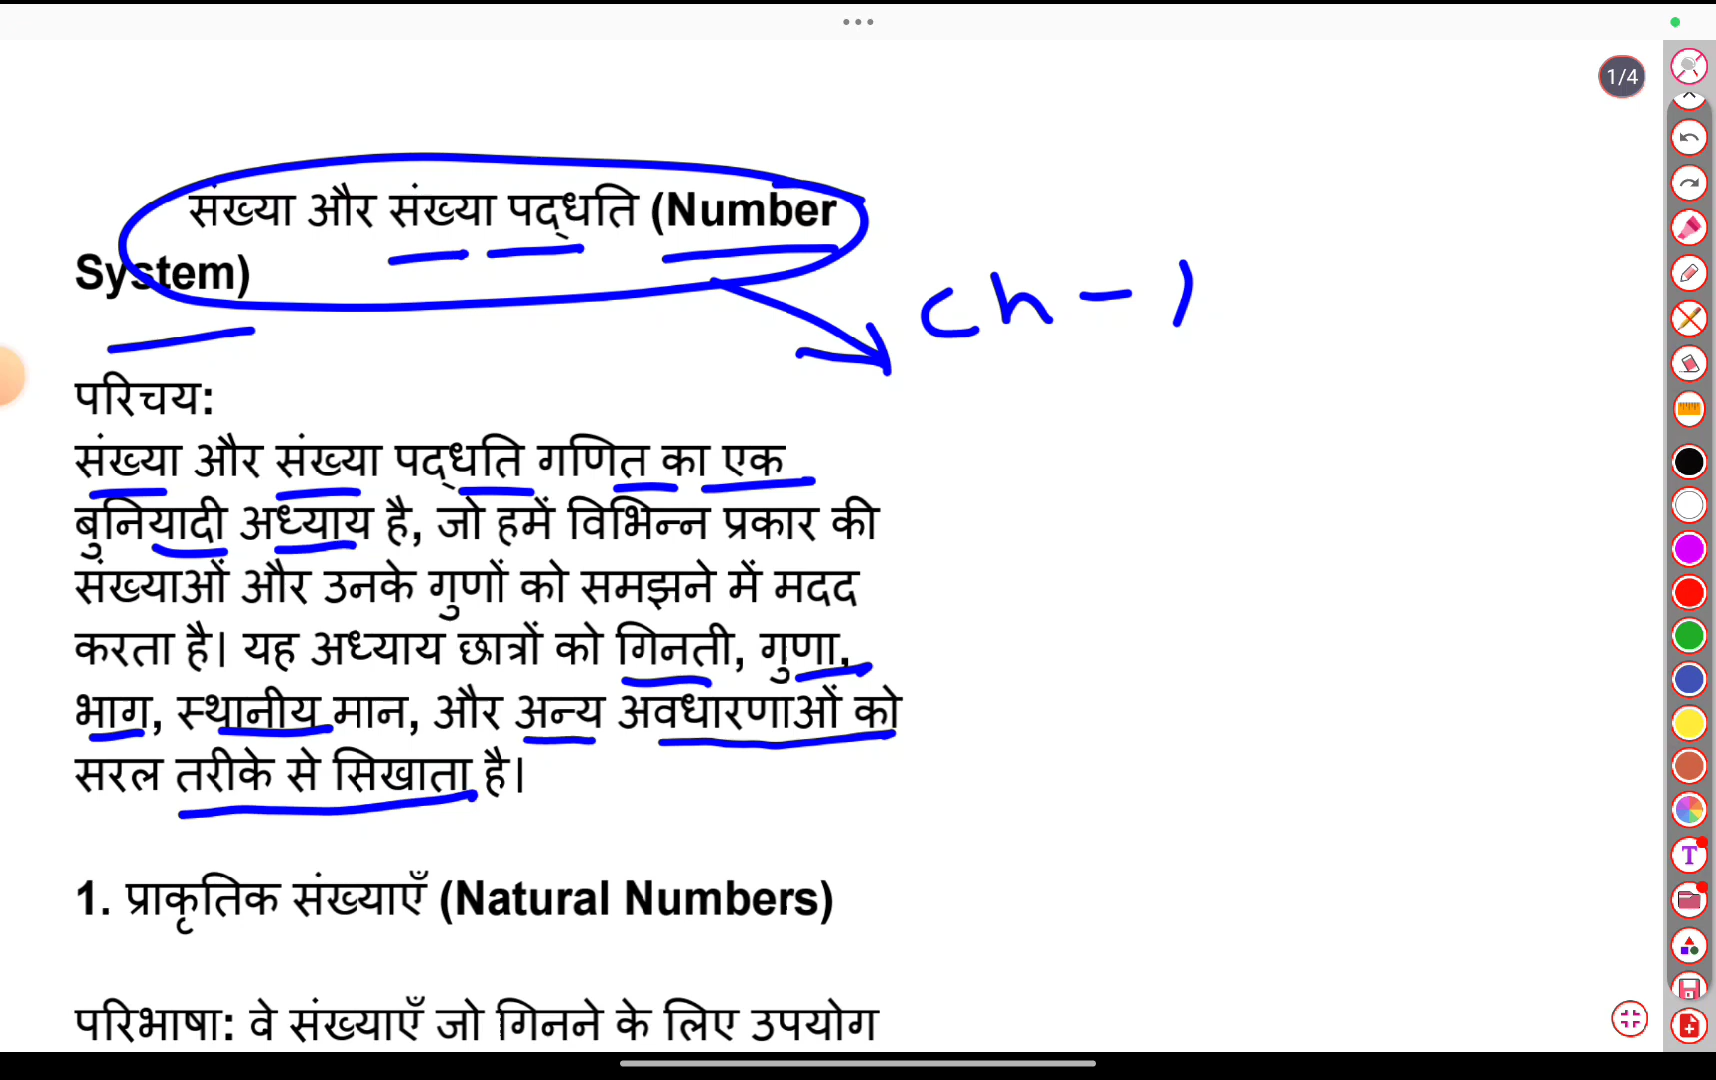 1/4
संख्या और संख्या पद्धति (Number
System)
ch-1
परिचय:
संख्या और संख्या पद्धति गणित का एक
बुनियादी अध्याय है, जो हमें विभिन्न प्रकार की
संख्याओं और उनके गुणों को समझने में मदद
करता है। यह अध्याय छात्रों को गिनती, गुणा,
भाग, स्थानीय मान, और अन्य अवधारणाओं को
सरल तरीके से सिखाता है।
1. प्राकृतिक संख्याएँ (Natural Numbers)
परिभाषा: वे संख्याएँ जो गिनने के लिए उपयोग
T